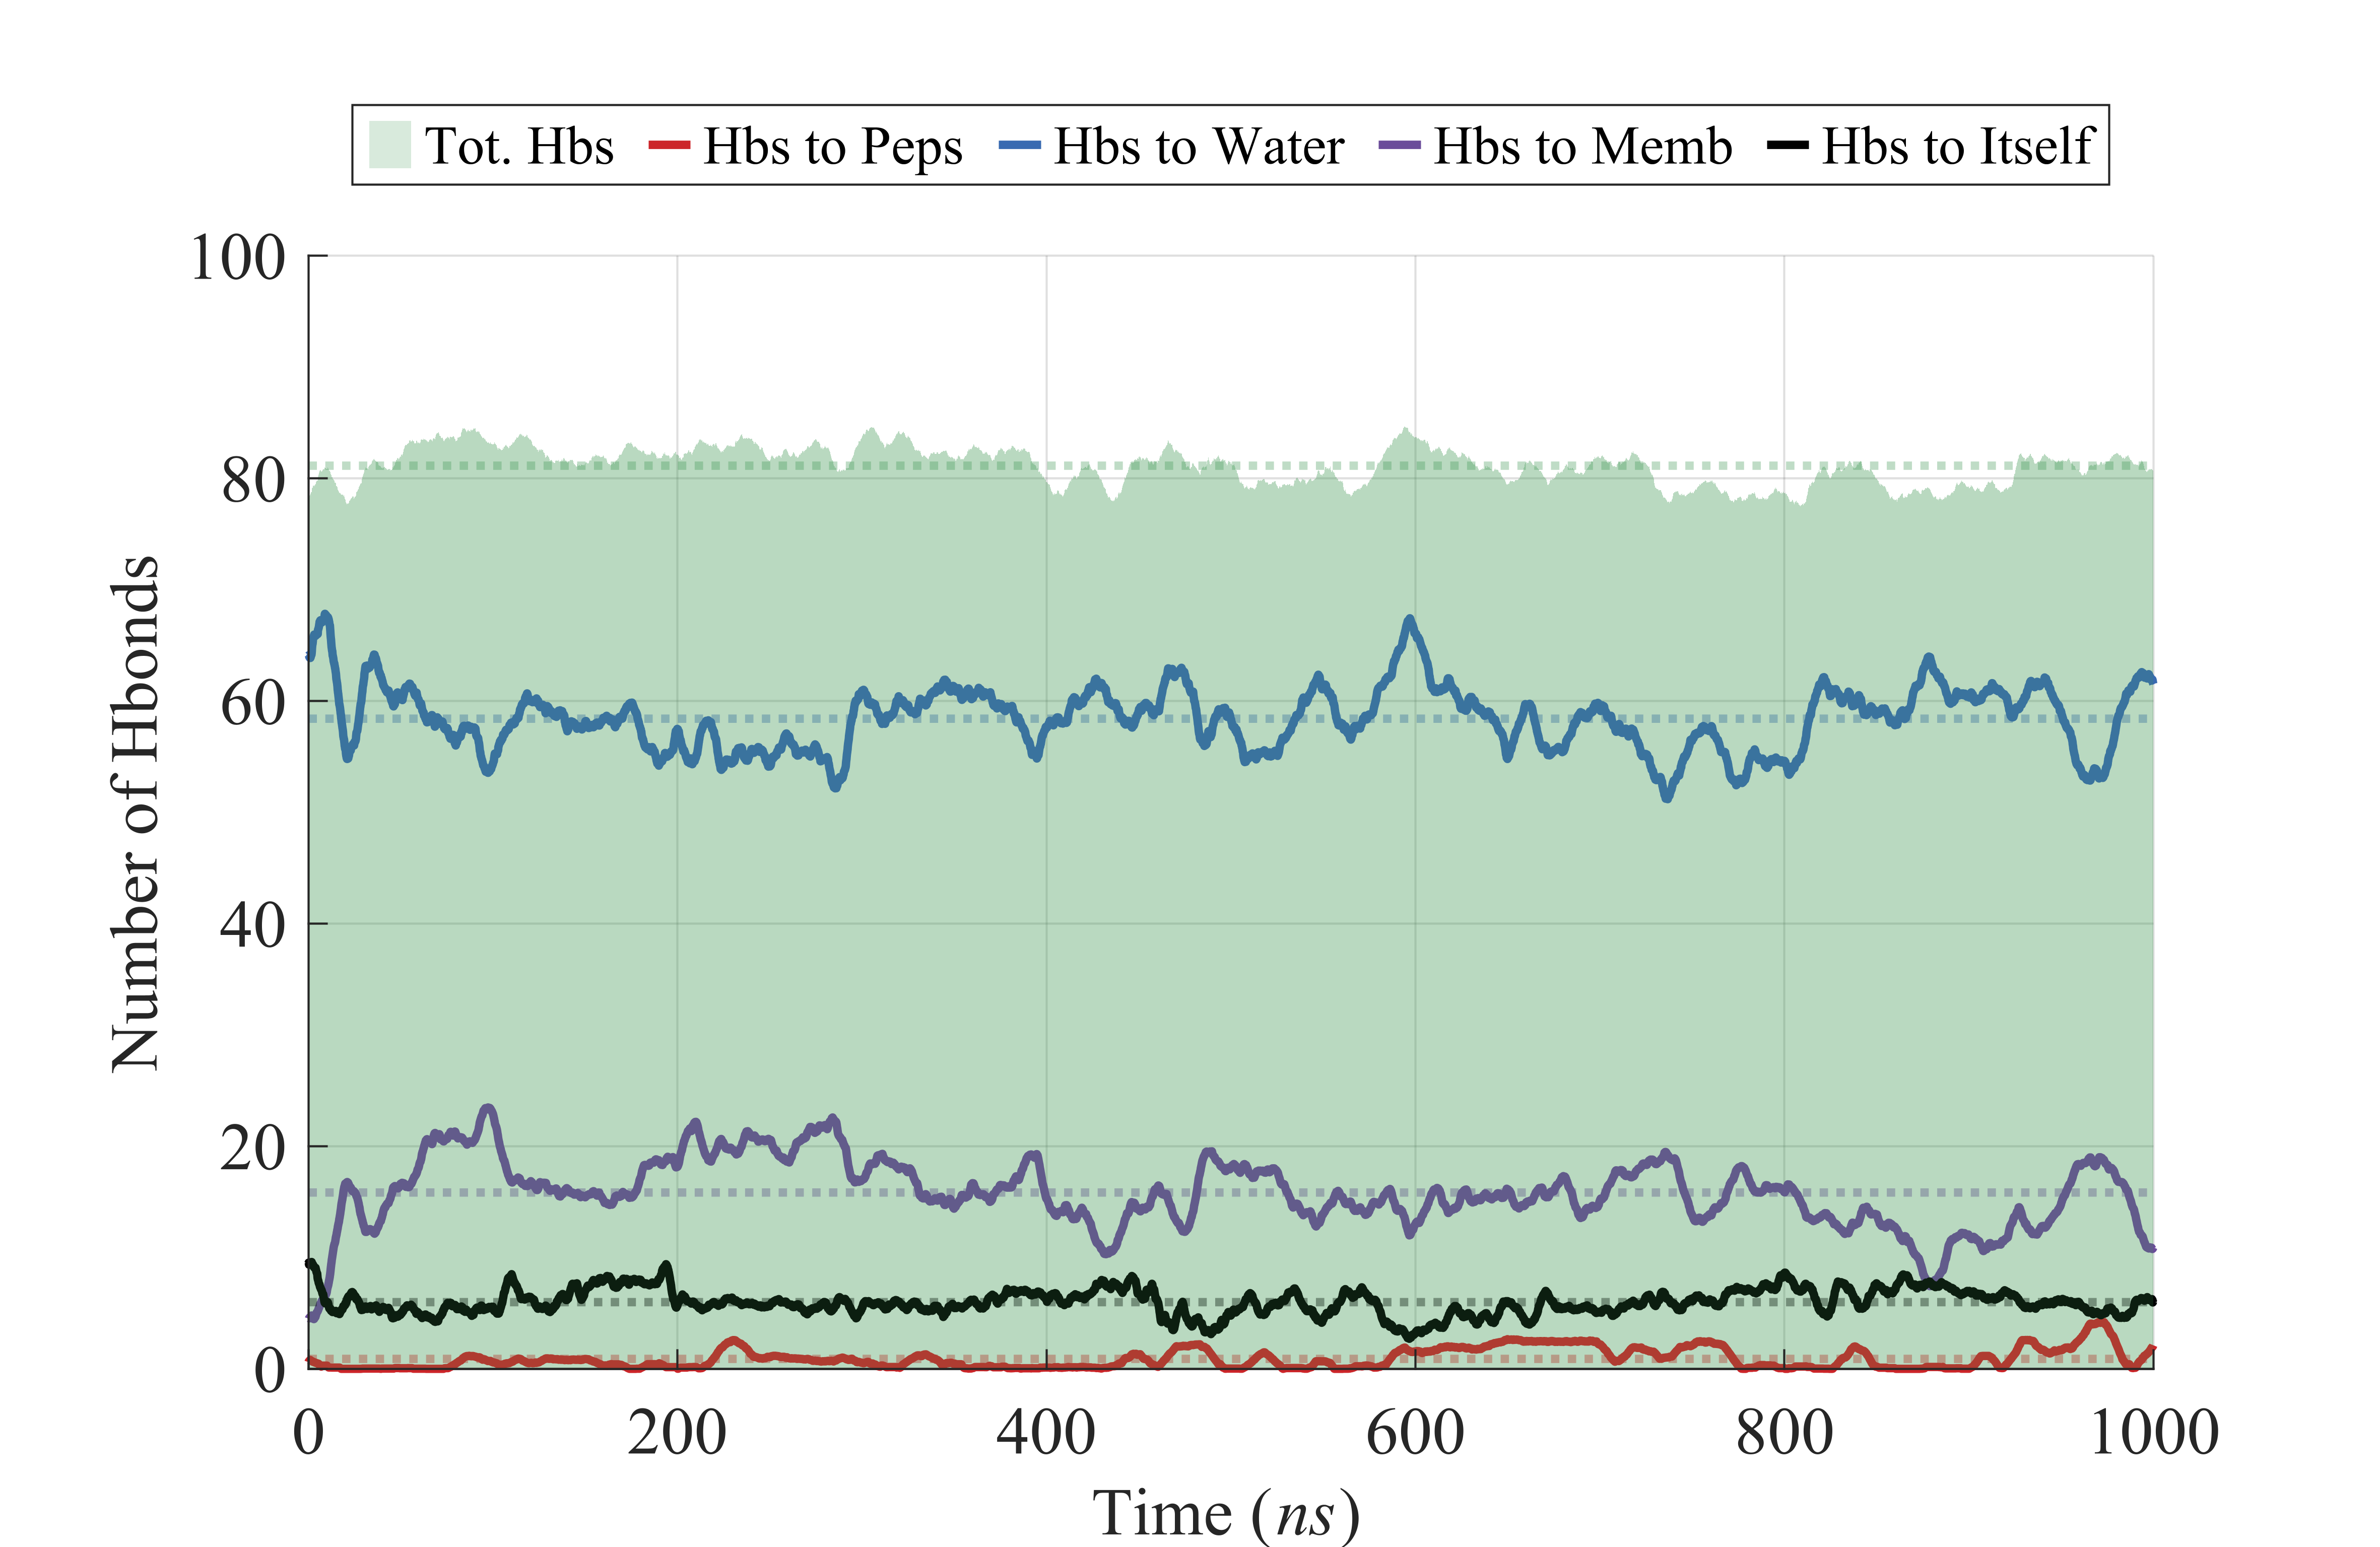 Tot. Hbs Hbs to Peps Hbs to Water Hbs to Memb Hbs to Itself
100
80
60
40
20
0
Number of Hbonds
0 200 400 600 800 1000
Time (ns)